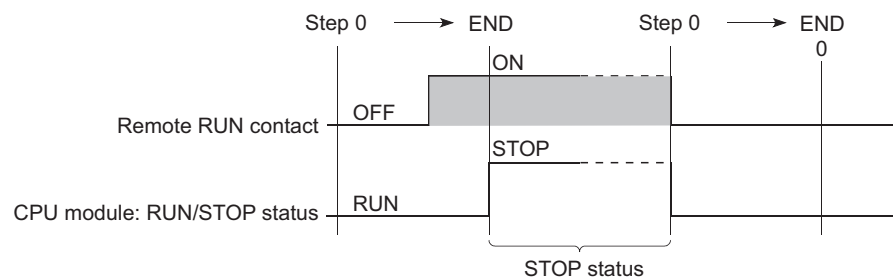 Step 0 END Step 0 END
0
ON
OFF
Remote RUN contact
STOP
RUN
CPU module: RUN/STOP status
STOP status